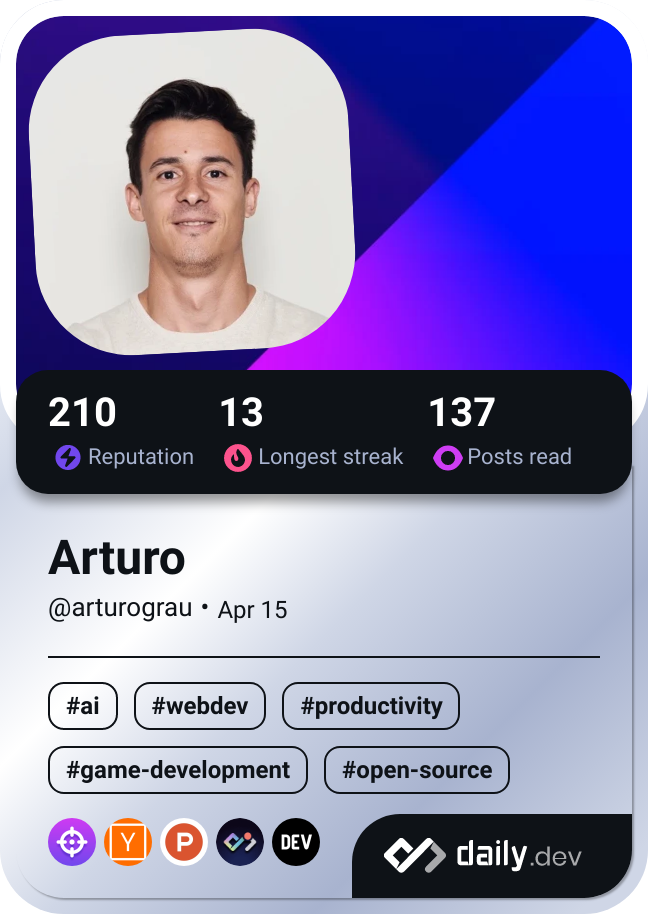 210 13 137
Reputation Longest streak Posts read
Arturo
@arturograu • Apr 15
#ai #webdev #productivity
#game-development #open-source
Y P DEV
daily.dev